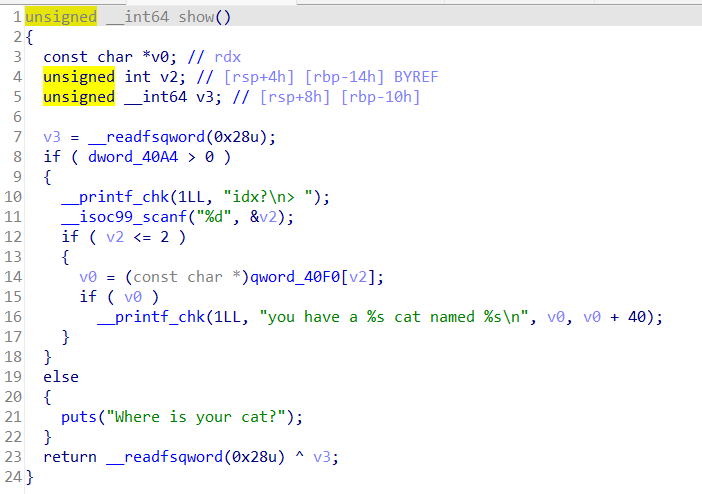 1 unsigned __int64 show()
2 {
3   const char *v0; // rdx
4   unsigned int v2; // [rsp+4h] [rbp-14h] BYREF
5   unsigned __int64 v3; // [rsp+8h] [rbp-10h]
6
7   v3 = __readfsqword(0x28u);
8   if ( dword_40A4 > 0 )
9   {
10     __printf_chk(1LL, "idx?\n> ");
11     __isoc99_scanf("%d", &v2);
12     if ( v2 <= 2 )
13     {
14       v0 = (const char *)qword_40F0[v2];
15       if ( v0 )
16         __printf_chk(1LL, "you have a %s cat named %s\n", v0, v0 + 40);
17     }
18   }
19   else
20   {
21     puts("Where is your cat?");
22   }
23   return __readfsqword(0x28u) ^ v3;
24 }